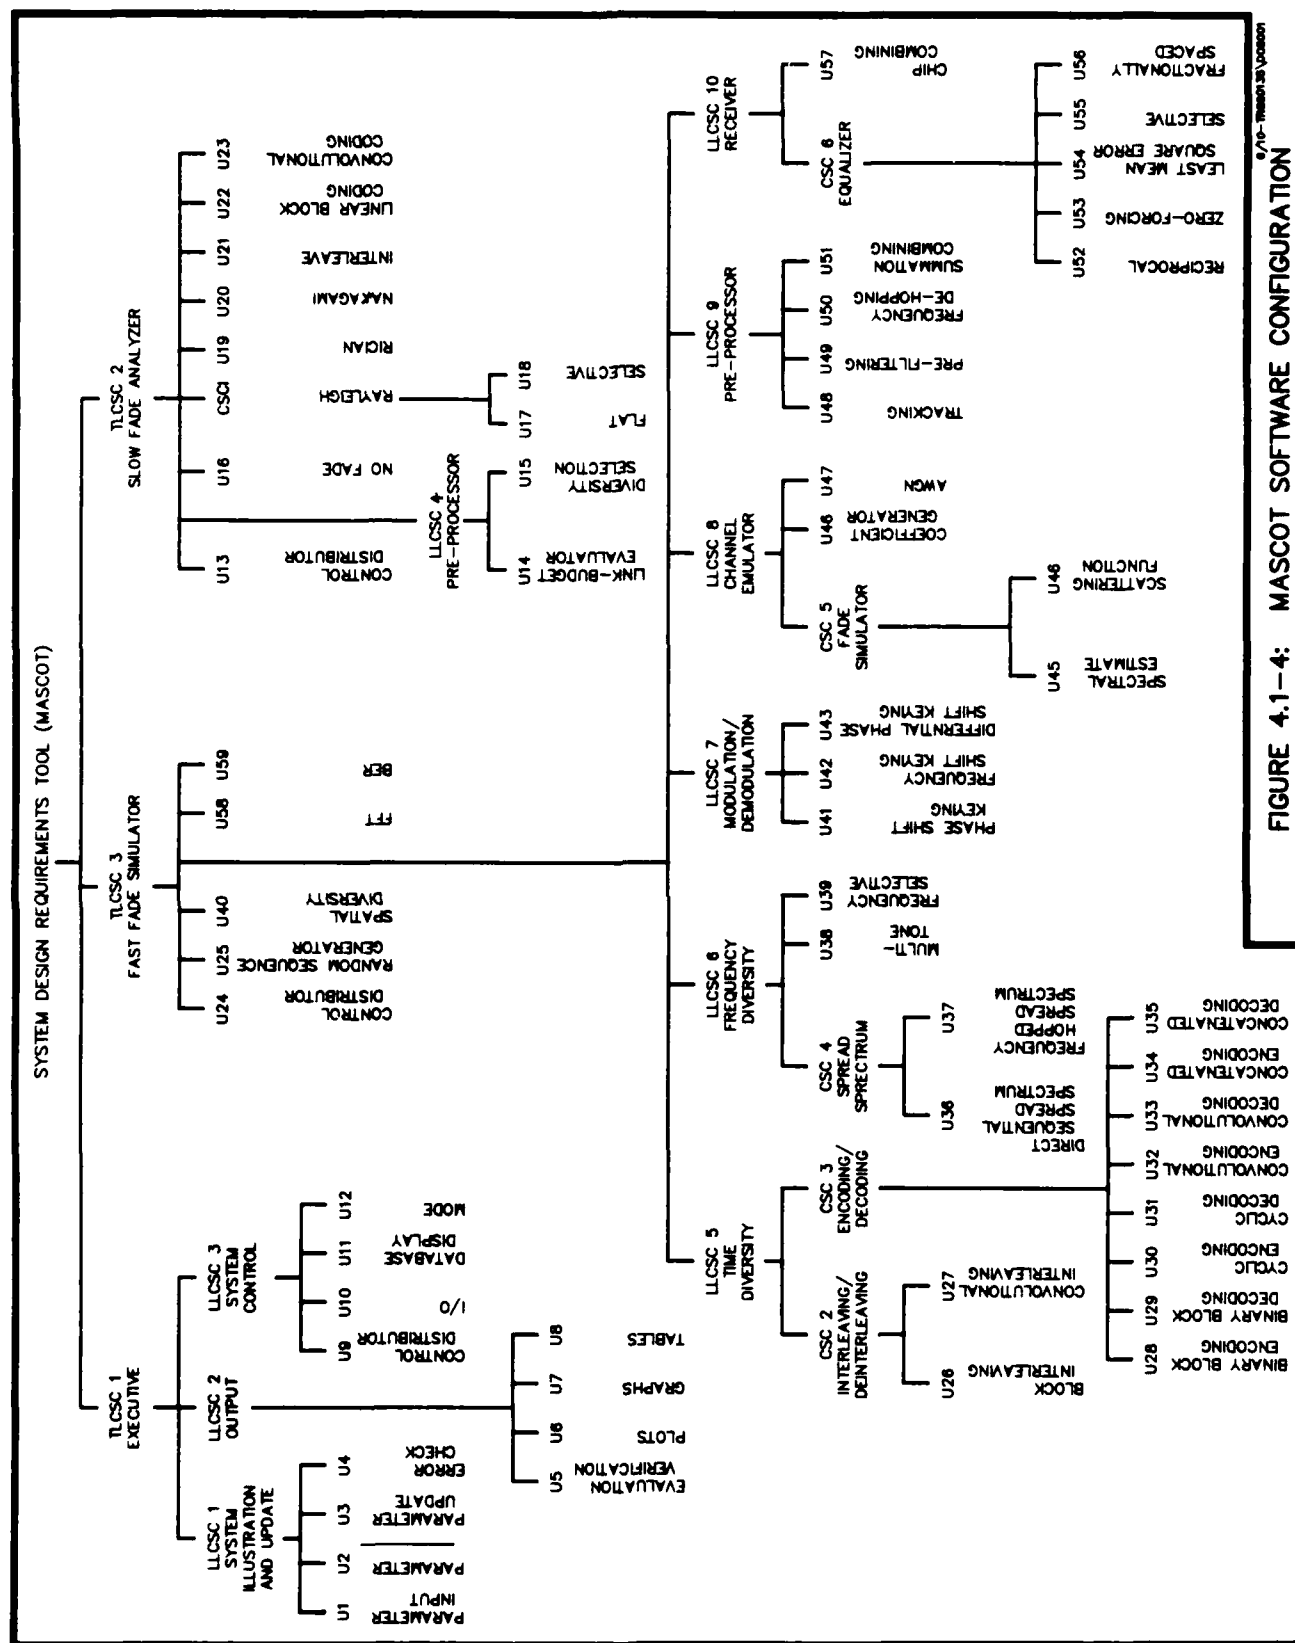 SYSTEM DESIGN REQUIREMENTS TOOL (MASCOT)
TLCSC 1
EXECUTIVE
LLCSC 1
SYSTEM
ILLUSTRATION
AND UPDATE
U1
PARAMETER
INPUT
U2
PARAMETER
U3
PARAMETER
UPDATE
U4
ERROR
CHECK
LLCSC 2
OUTPUT
U5
EVALUATION
VERIFICATION
U6
PLOTS
U7
GRAPHS
U8
TABLES
LLCSC 3
SYSTEM
CONTROL
U9
CONTROL
DISTRIBUTOR
U10
I/O
U11
DATABASE
DISPLAY
U12
MODE
TLCSC 3
FAST FADE SIMULATOR
U24
CONTROL
DISTRIBUTOR
U25
RANDOM SEQUENCE
GENERATOR
U40
SPATIAL
DIVERSITY
U58
FFT
U59
BER
TLCSC 2
SLOW FADE ANALYZER
U13
CONTROL
DISTRIBUTOR
LLCSC 4
PRE-PROCESSOR
U14
LINK-BUDGET
EVALUATOR
U15
DIVERSITY
SELECTION
U16
NO FADE
CSCI
RAYLEIGH
U17
FLAT
U18
SELECTIVE
U19
RICIAN
U20
NAKAGAMI
U21
INTERLEAVE
U22
LINEAR BLOCK
CODING
U23
CONVOLUTIONAL
CODING
LLCSC 5
TIME
DIVERSITY
CSC 2
INTERLEAVING/
DEINTERLEAVING
U26
BLOCK
INTERLEAVING
U27
CONVOLUTIONAL
INTERLEAVING
CSC 3
ENCODING/
DECODING
U28
BINARY BLOCK
ENCODING
U29
BINARY BLOCK
DECODING
U30
CYCLIC
ENCODING
U31
CYCLIC
DECODING
U32
CONVOLUTIONAL
ENCODING
U33
CONVOLUTIONAL
DECODING
U34
CONCATENATED
ENCODING
U35
CONCATENATED
DECODING
LLCSC 6
FREQUENCY
DIVERSITY
CSC 4
SPREAD
SPRECTRUM
U36
DIRECT
SEQUENTIAL
SPREAD
SPECTRUM
U37
FREQUENCY
HOPPED
SPREAD
SPECTRUM
U38
MULTI-
TONE
U39
FREQUENCY
SELECTIVE
LLCSC 7
MODULATION/
DEMODULATION
U41
PHASE SHIFT
KEYING
U42
FREQUENCY
SHIFT KEYING
U43
DIFFERNTIAL PHASE
SHIFT KEYING
LLCSC 8
CHANNEL
EMULATOR
CSC 5
FADE
SIMULATOR
U45
SPECTRAL
ESTIMATE
U46
SCATTERING
FUNCTION
U46
COEFFICIENT
GENERATOR
U47
AWGN
LLCSC 9
PRE-PROCESSOR
U48
TRACKING
U49
PRE-FILTERING
U50
FREQUENCY
DE-HOPPING
U51
SUMMATION
COMBINING
LLCSC 10
RECEIVER
CSC 6
EQUALIZER
U52
RECIPROCAL
U53
ZERO-FORCING
U54
LEAST MEAN
SQUARE ERROR
U55
SELECTIVE
U56
FRACTIONALLY
SPACED
U57
CHIP
COMBINING
FIGURE 4.1-4: MASCOT SOFTWARE CONFIGURATION